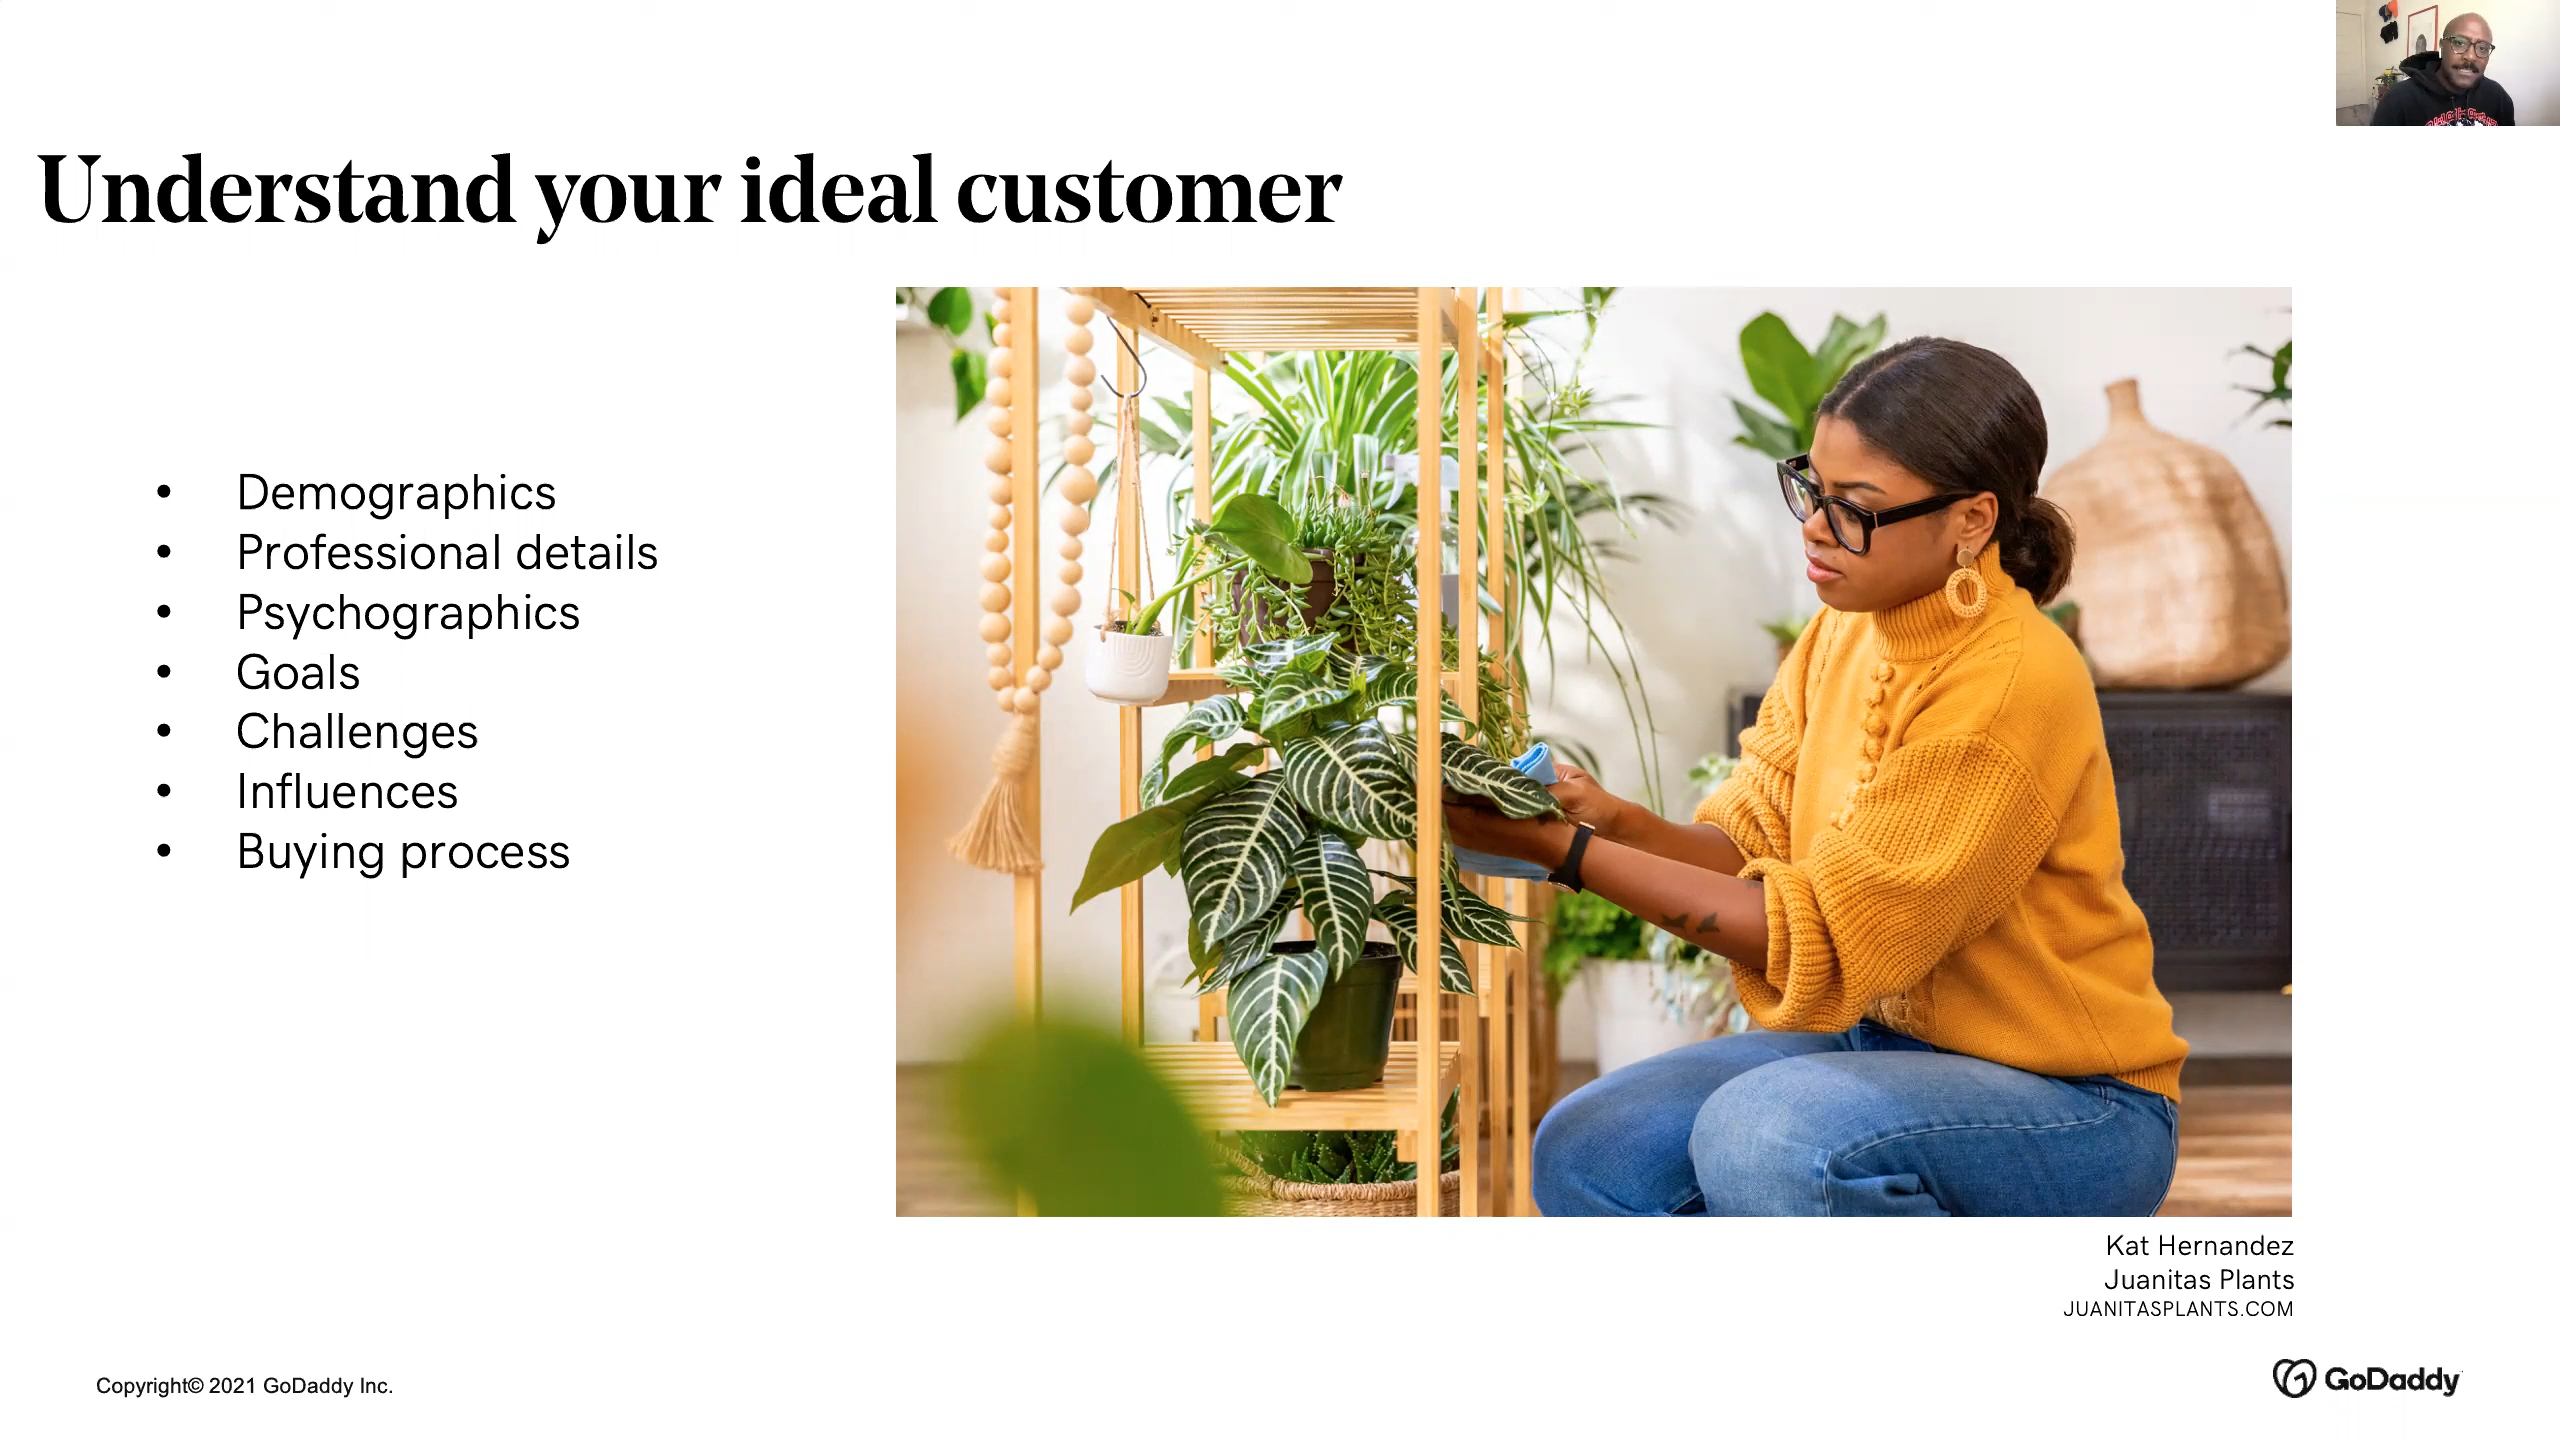 Understand your ideal customer
• Demographics
• Professional details
• Psychographics
• Goals
• Challenges
• Influences
• Buying process
Kat Hernandez
Juanitas Plants
JUANITASPLANTS.COM
Copyright© 2021 GoDaddy Inc.
GoDaddy